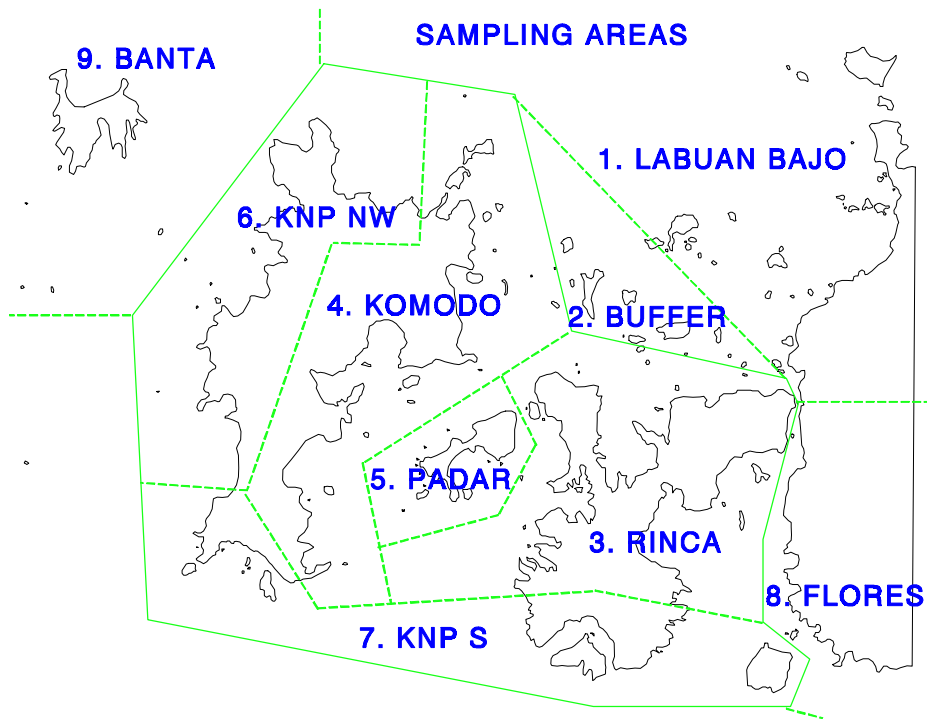 SAMPLING AREAS
9. BANTA
1. LABUAN BAJO
6. KNP NW
4. KOMODO
2. BUFFER
5. PADAR
3. RINCA
8. FLORES
7. KNP S